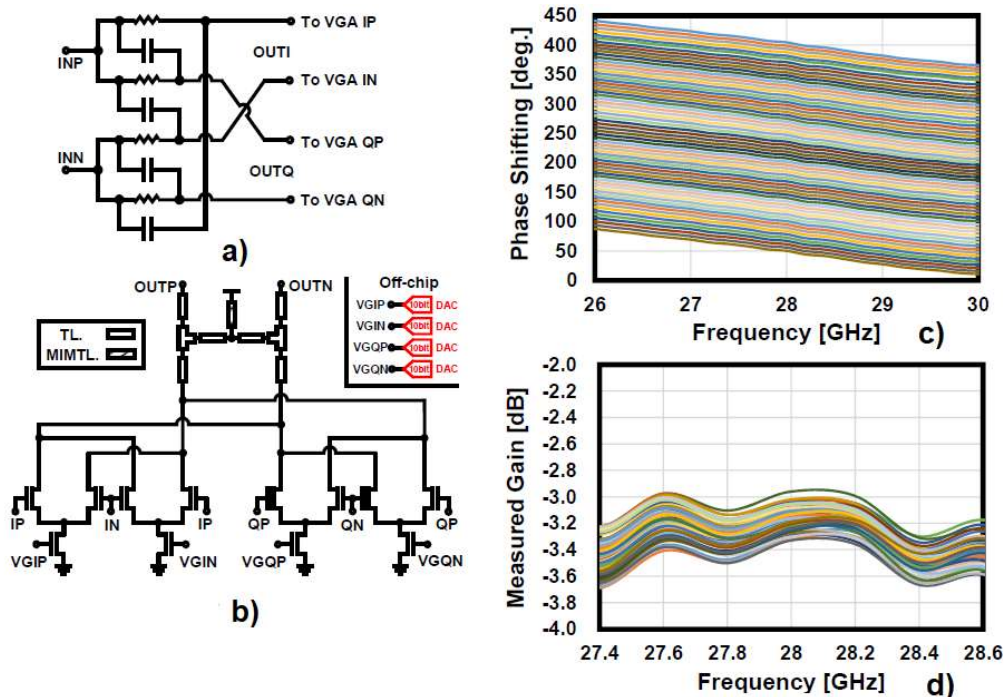 To VGA IP
OUTI
INP
To VGA IN
To VGA QP
INN
OUTQ
To VGA QN
a)
OUTP
OUTN
Off-chip
VGIP 10bit DAC
VGIN 10bit DAC
VGQP 10bit DAC
VGQN 10bit DAC
TL.
MIMTL.
IP IN IP QP QN QP
VGIP VGIN VGQP VGQN
b)
Phase Shifting [deg.]
450
400
350
300
250
200
150
100
50
0
26 27 28 29 30
Frequency [GHz]
c)
Measured Gain [dB]
-2.0
-2.2
-2.4
-2.6
-2.8
-3.0
-3.2
-3.4
-3.6
-3.8
-4.0
27.4 27.6 27.8 28 28.2 28.4 28.6
Frequency [GHz]
d)